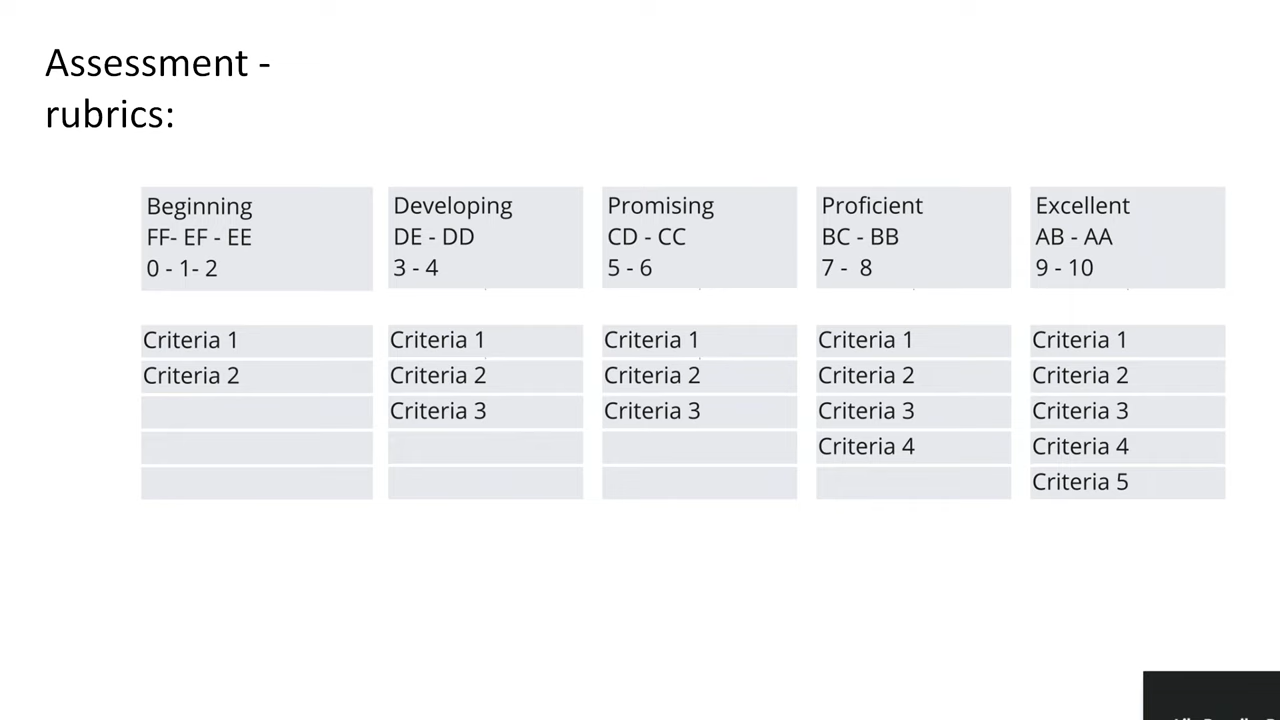 Assessment -
rubrics:
Beginning
FF- EF - EE
0 - 1- 2
Developing
DE - DD
3 - 4
Promising
CD - CC
5 - 6
Proficient
BC - BB
7 -  8
Excellent
AB - AA
9 - 10
Criteria 1
Criteria 2
Criteria 1
Criteria 2
Criteria 3
Criteria 1
Criteria 2
Criteria 3
Criteria 1
Criteria 2
Criteria 3
Criteria 4
Criteria 1
Criteria 2
Criteria 3
Criteria 4
Criteria 5